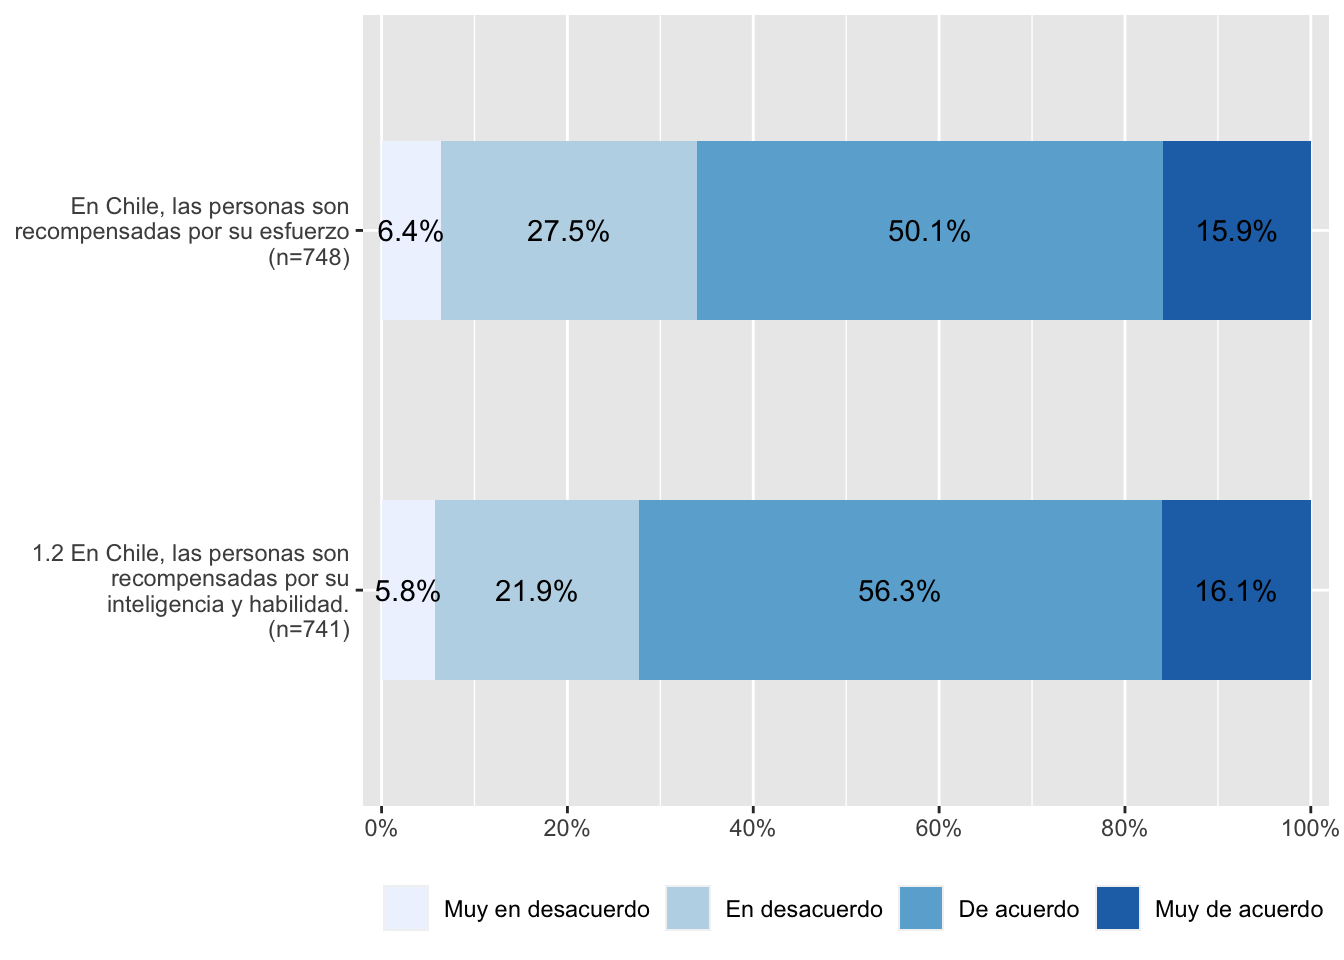 En Chile, las personas son
recompensadas por su esfuerzo
(n=748)
6.4% 27.5% 50.1% 15.9%
1.2 En Chile, las personas son
recompensadas por su
inteligencia y habilidad.
(n=741)
5.8% 21.9% 56.3% 16.1%
0% 20% 40% 60% 80% 100%
Muy en desacuerdo En desacuerdo De acuerdo Muy de acuerdo